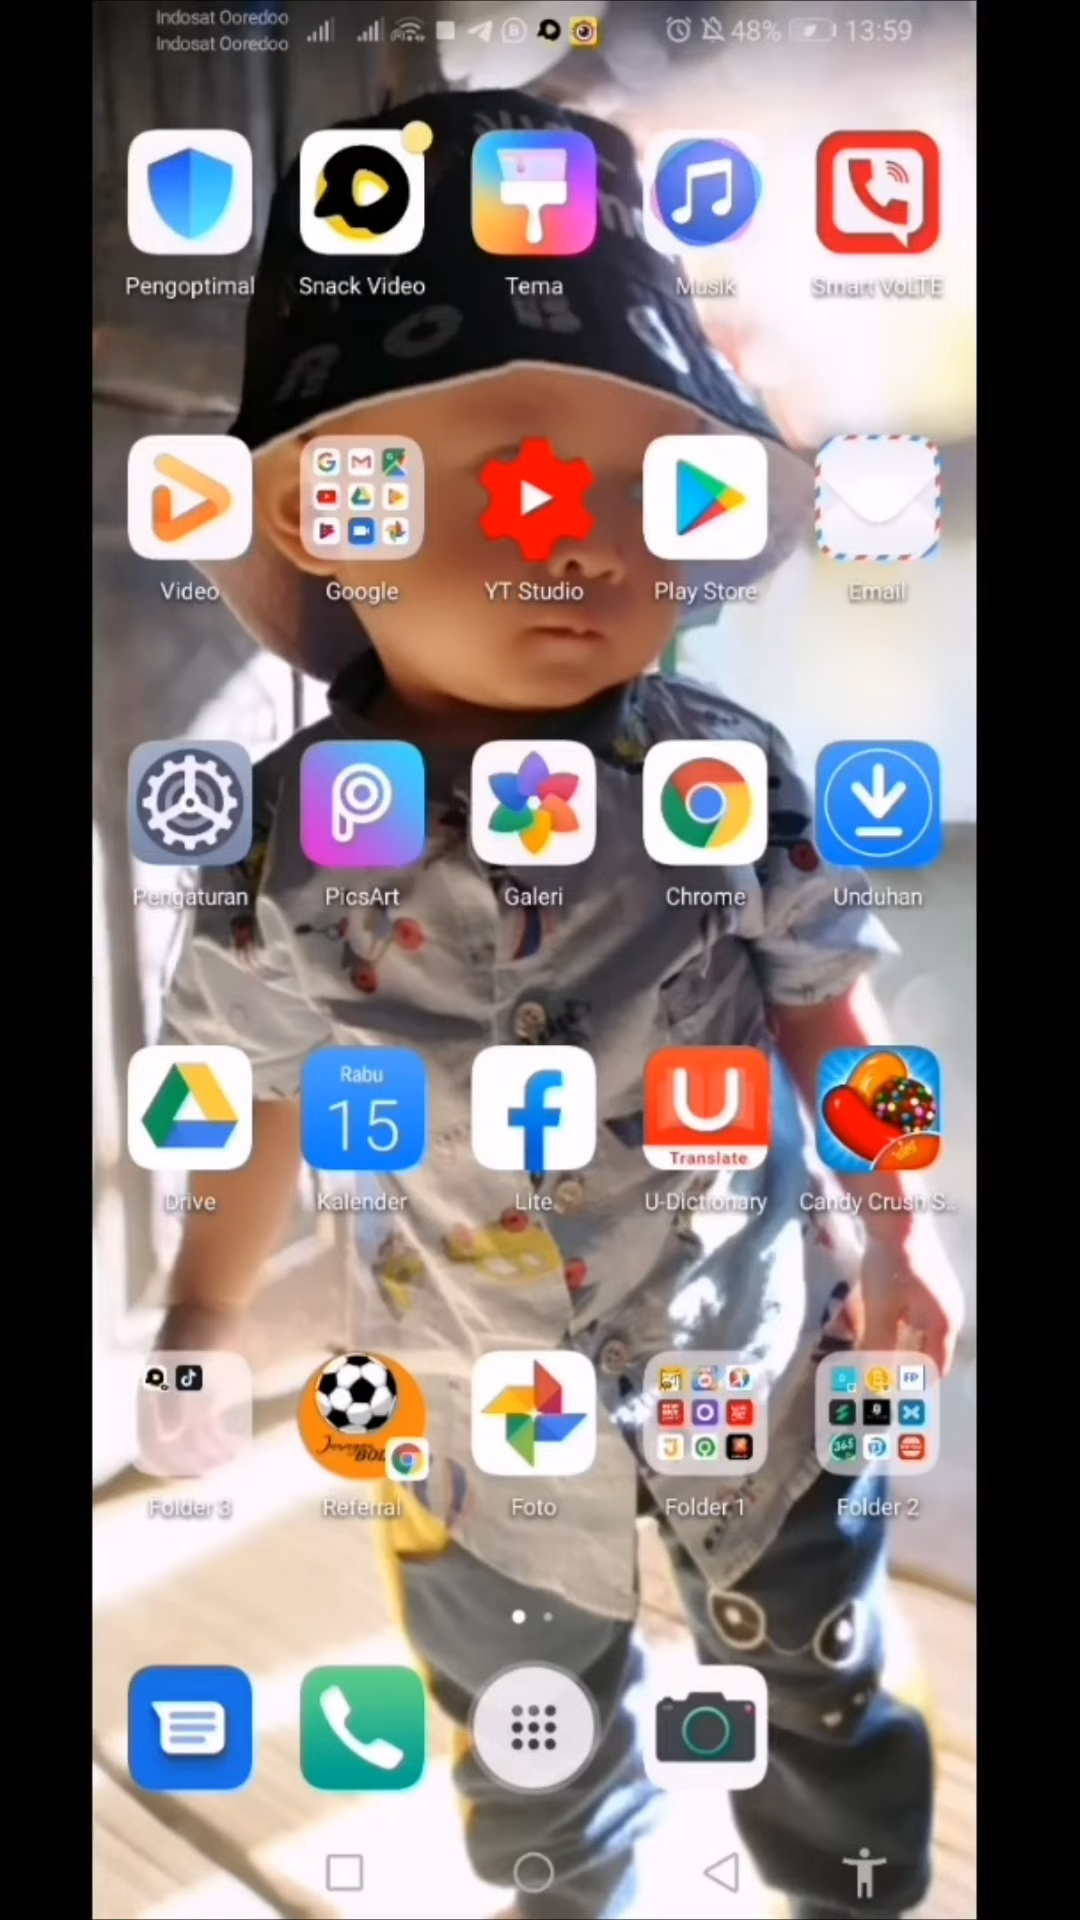 Indosat Ooredoo
Indosat Ooredoo
48% 13:59
Pengoptimal Snack Video Tema Musik Smart VoLTE
Video Google YT Studio Play Store Email
Pengaturan PicsArt Galeri Chrome Unduhan
Rabu
15
U
Translate
Drive Kalender Lite U-Dictionary Candy Crush S..
FP
365
Folder 3 Referral Foto Folder 1 Folder 2